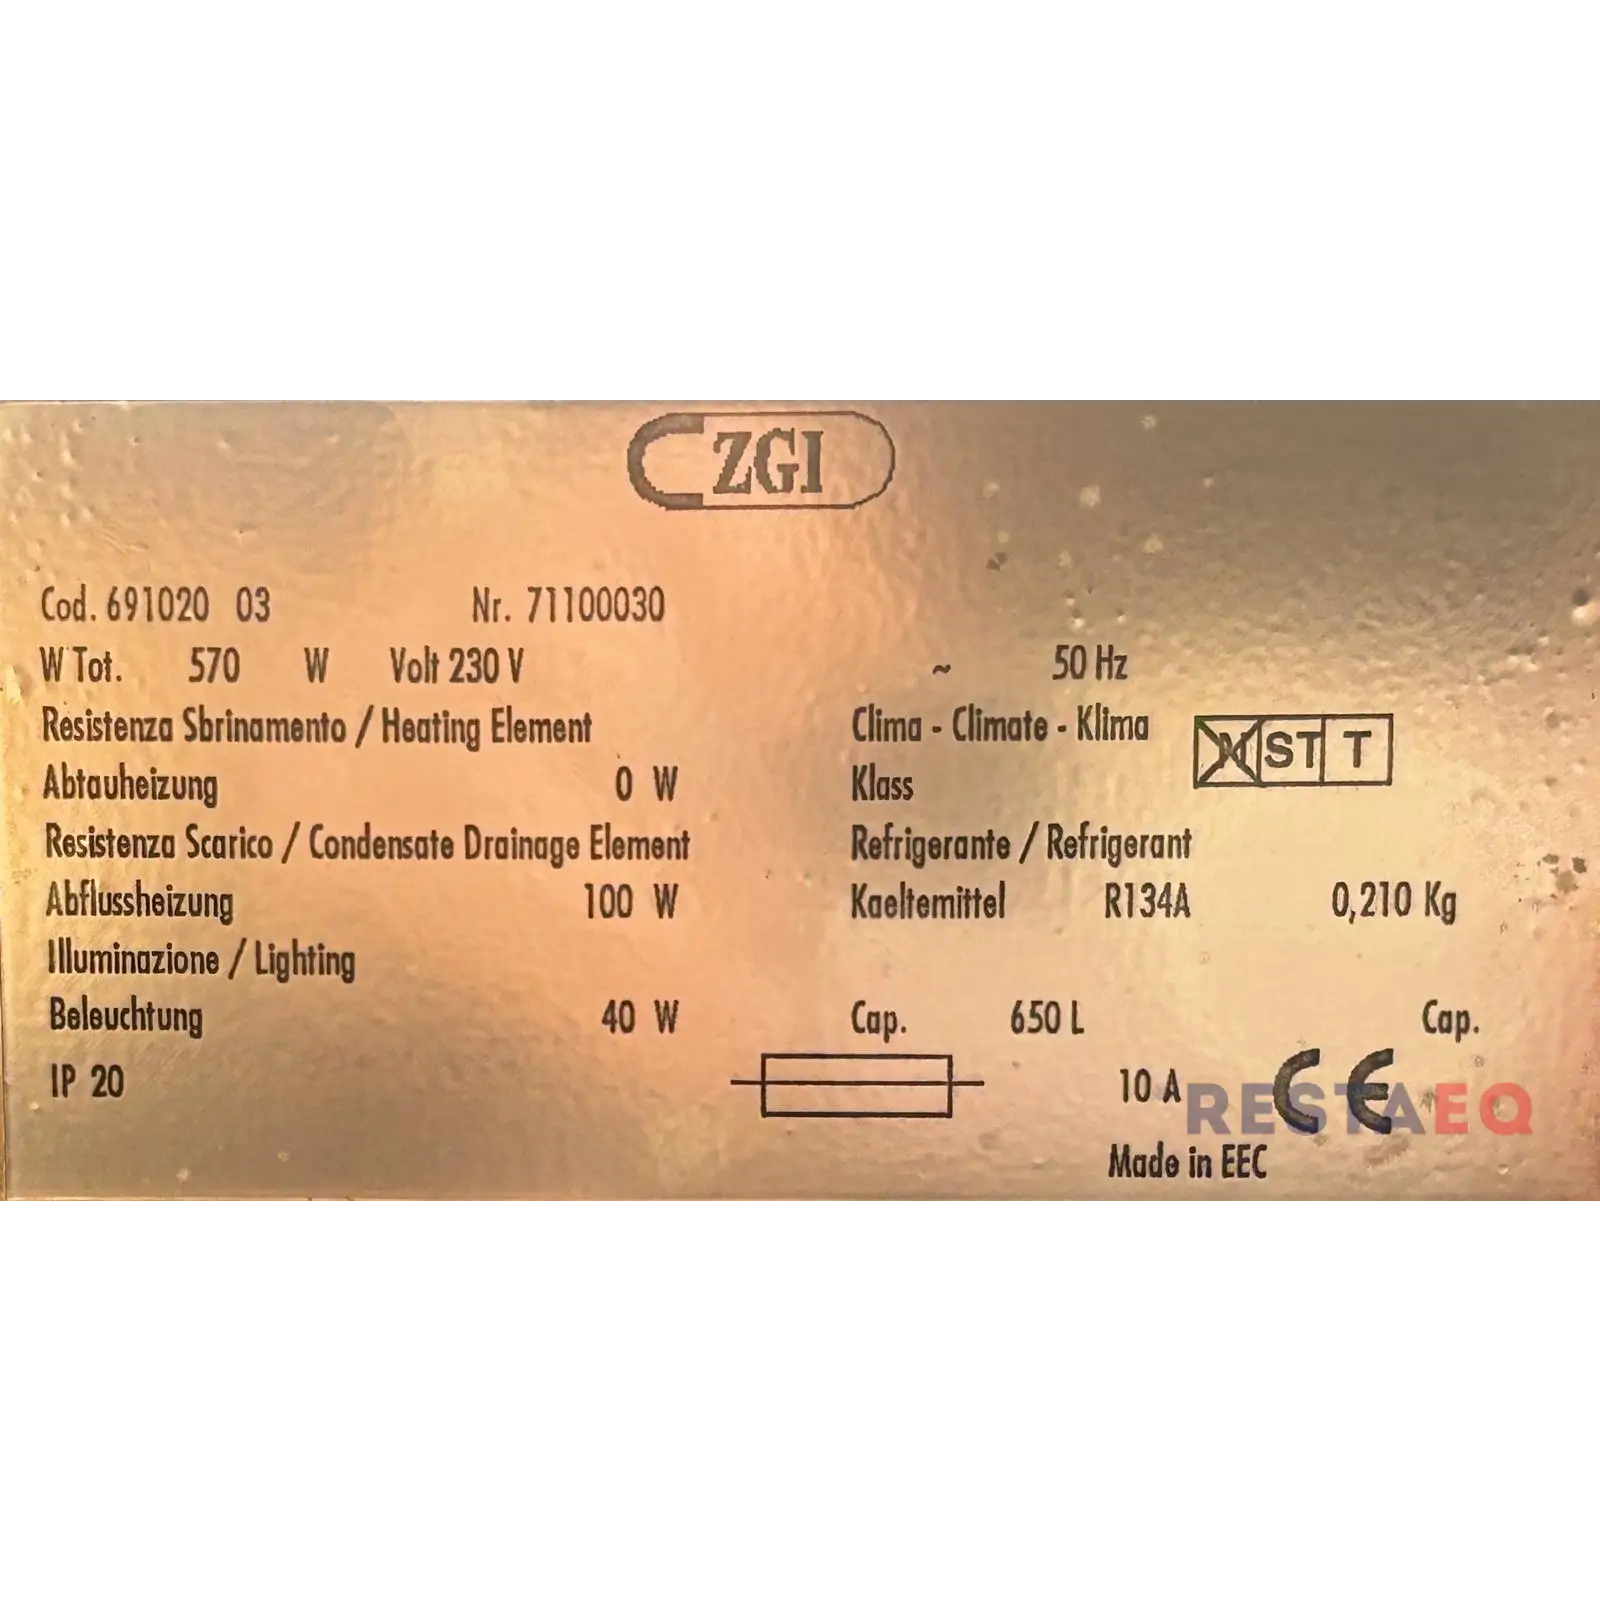 ZGI
Cod. 691020 03 Nr. 71100030
W Tot. 570 W Volt 230 V ~ 50 Hz
Resistenza Sbrinamento / Heating Element
Abtauheizung 0 W
Clima - Climate - Klima
Klass
N ST T
Resistenza Scarico / Condensate Drainage Element
Abflussheizung 100 W
Refrigerante / Refrigerant
Kaeltemittel R134A 0,210 Kg
Illuminazione / Lighting
Beleuchtung 40 W
Cap. 650 L Cap.
IP 20
10 A CE
RESTAEQ
Made in EEC